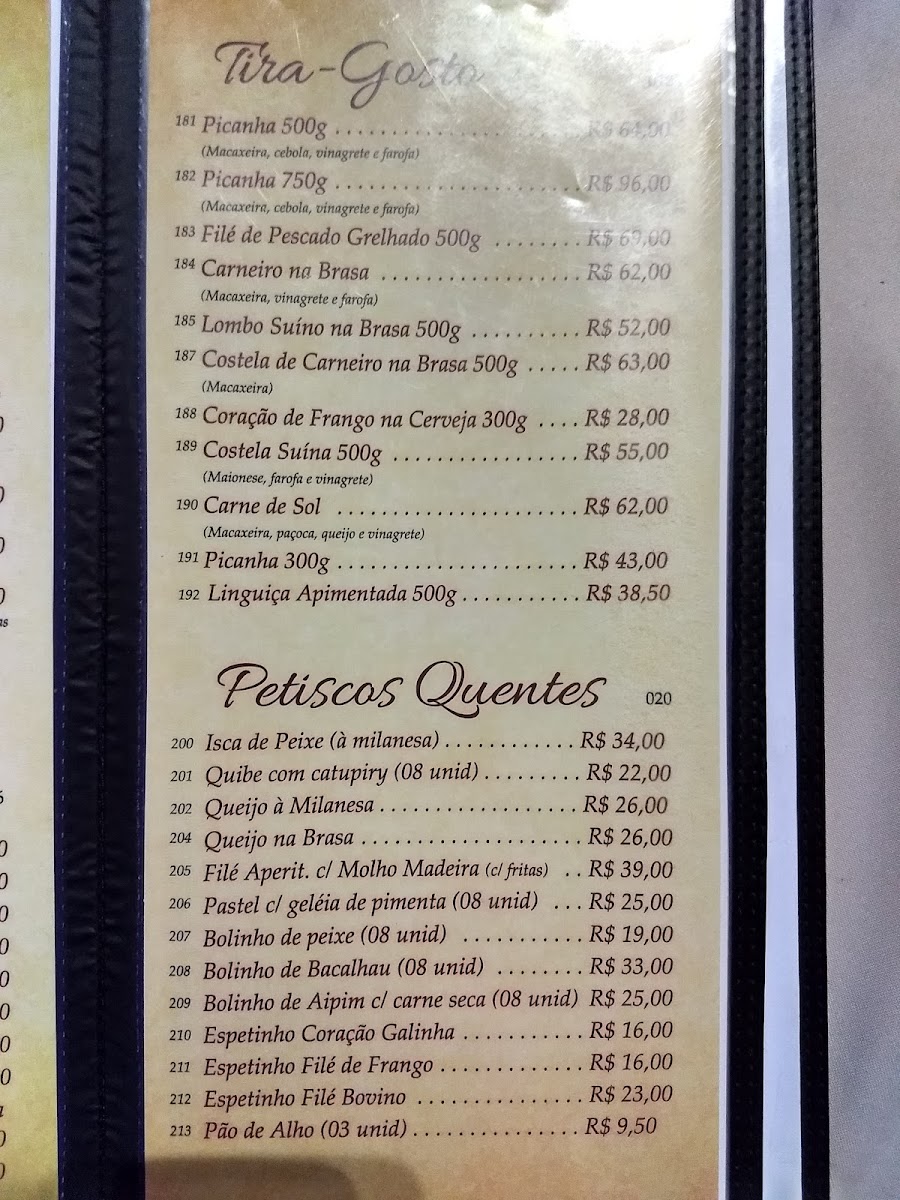 Tira-Gosto
181 Picanha 500g . . . . . . . . . . . . . . . . . . . . . . R$ 64,00
(Macaxeira, cebola, vinagrete e farofa)
182 Picanha 750g . . . . . . . . . . . . . . . . . . . . . . R$ 96,00
(Macaxeira, cebola, vinagrete e farofa)
183 Filé de Pescado Grelhado 500g . . . . . . . . R$ 69,00
184 Carneiro na Brasa . . . . . . . . . . . . . . . . . . R$ 62,00
(Macaxeira, vinagrete e farofa)
185 Lombo Suíno na Brasa 500g . . . . . . . . . . R$ 52,00
187 Costela de Carneiro na Brasa 500g . . . . . R$ 63,00
(Macaxeira)
188 Coração de Frango na Cerveja 300g . . . . R$ 28,00
189 Costela Suína 500g . . . . . . . . . . . . . . . . . R$ 55,00
(Maionese, farofa e vinagrete)
190 Carne de Sol . . . . . . . . . . . . . . . . . . . . . . R$ 62,00
(Macaxeira, paçoca, queijo e vinagrete)
191 Picanha 300g . . . . . . . . . . . . . . . . . . . . . . R$ 43,00
192 Linguiça Apimentada 500g . . . . . . . . . . . R$ 38,50
Petiscos Quentes 020
200 Isca de Peixe (à milanesa) . . . . . . . . . . . . R$ 34,00
201 Quibe com catupiry (08 unid) . . . . . . . . . R$ 22,00
202 Queijo à Milanesa . . . . . . . . . . . . . . . . . . R$ 26,00
204 Queijo na Brasa . . . . . . . . . . . . . . . . . . . . R$ 26,00
205 Filé Aperit. c/ Molho Madeira (c/ fritas) . . R$ 39,00
206 Pastel c/ geléia de pimenta (08 unid) . . . R$ 25,00
207 Bolinho de peixe (08 unid) . . . . . . . . . . . R$ 19,00
208 Bolinho de Bacalhau (08 unid) . . . . . . . . R$ 33,00
209 Bolinho de Aipim c/ carne seca (08 unid) R$ 25,00
210 Espetinho Coração Galinha . . . . . . . . . . . R$ 16,00
211 Espetinho Filé de Frango . . . . . . . . . . . . . R$ 16,00
212 Espetinho Filé Bovino . . . . . . . . . . . . . . . R$ 23,00
213 Pão de Alho (03 unid) . . . . . . . . . . . . . . . R$ 9,50